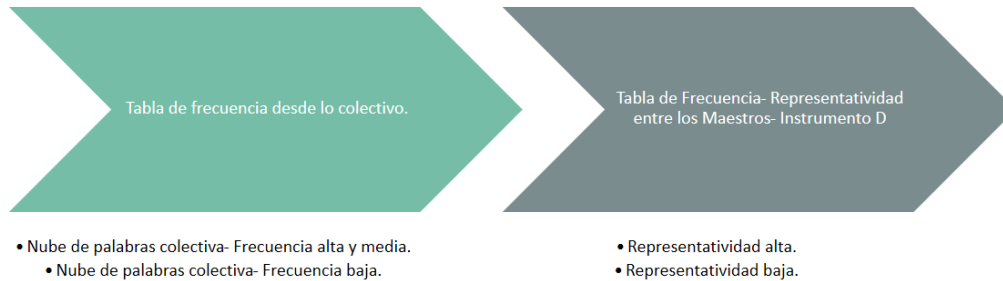 Tabla de frecuencia desde lo colectivo.
• Nube de palabras colectiva- Frecuencia alta y media.
• Nube de palabras colectiva- Frecuencia baja.
Tabla de Frecuencia- Representatividad
entre los Maestros- Instrumento D
• Representatividad alta.
• Representatividad baja.